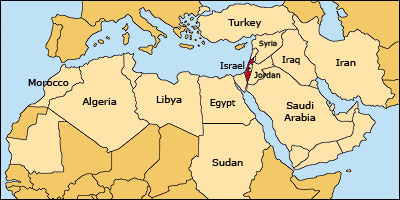 Turkey
Syria
Israel
Iraq
Iran
Jordan
Morocco
Algeria
Libya
Egypt
Saudi
Arabia
Sudan